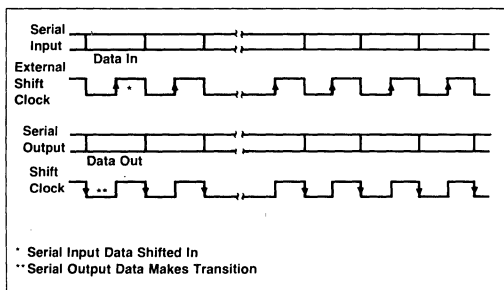 Serial
Input
Data In
External
Shift
Clock
*
Serial
Output
Data Out
Shift
Clock
**
* Serial Input Data Shifted In
** Serial Output Data Makes Transition